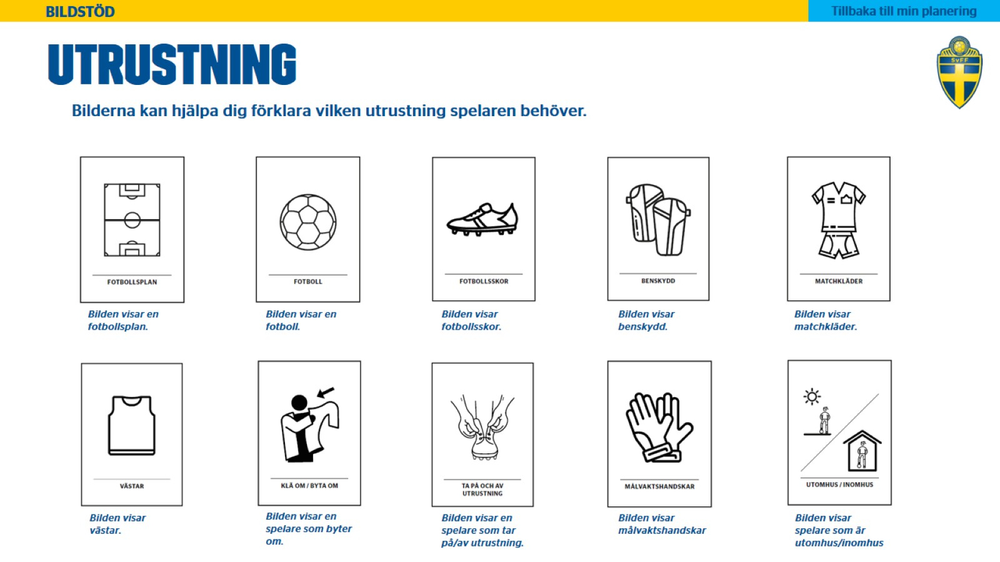 BILDSTÖD
Tillbaka till min planering
SvFF
UTRUSTNING
Bilderna kan hjälpa dig förklara vilken utrustning spelaren behöver.
FOTBOLLSPLAN
Bilden visar en
fotbollsplan.
FOTBOLL
Bilden visar en
fotboll.
FOTBOLLSSKOR
Bilden visar
fotbollsskor.
BENSKYDD
Bilden visar
benskydd.
MATCHKLÄDER
Bilden visar
matchkläder.
VÄSTAR
Bilden visar
västar.
KLÄ OM / BYTA OM
Bilden visar en
spelare som byter
om.
TA PÅ OCH AV
UTRUSTNING
Bilden visar en
spelare som tar
på/av utrustning.
MÅLVAKTSHANDSKAR
Bilden visar
målvaktshandskar
UTOMHUS / INOMHUS
Bilden visar
spelare som är
utomhus/inomhus